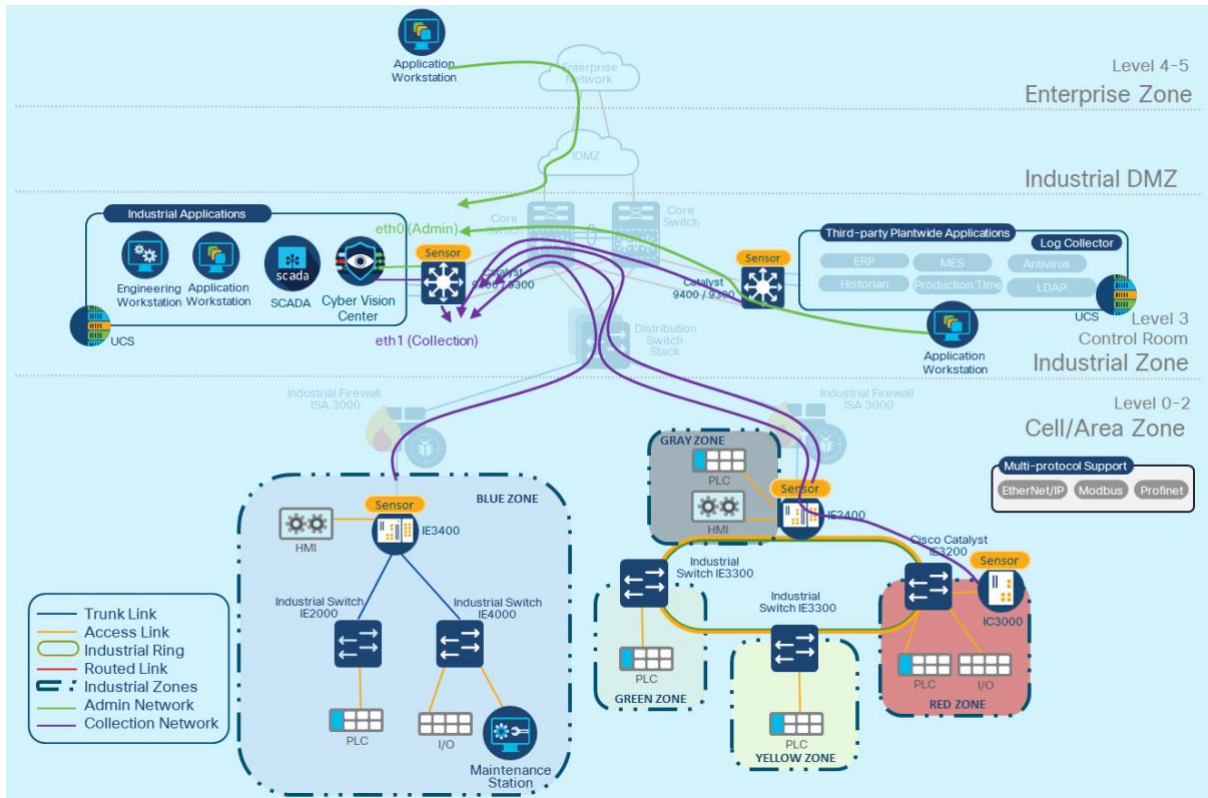 Application
Workstation
Enterprise
Network
Level 4-5
Enterprise Zone
IDMZ
Industrial DMZ
Industrial Applications
Engineering
Workstation
Application
Workstation
scada
SCADA
Cyber Vision
Center
UCS
eth0 (Admin)
eth1 (Collection)
Sensor
Catalyst
9400 / 9300
Core
Switch
Core
Switch
Distribution
Switch
Stack
Sensor
Catalyst
9400 / 9300
Third-party Plantwide Applications
Log Collector
ERP
MES
Antivirus
Historian
Production Time
LDAP
UCS
Application
Workstation
Level 3
Control Room
Industrial Zone
Level 0-2
Cell/Area Zone
Industrial Firewall
ISA 3000
Industrial Firewall
ISA 3000
Multi-protocol Support
EtherNet/IP
Modbus
Profinet
BLUE ZONE
Sensor
IE3400
HMI
Industrial Switch
IE2000
Industrial Switch
IE4000
PLC
I/O
Maintenance
Station
GRAY ZONE
PLC
HMI
Sensor
IE3400
Industrial
Switch IE3300
Industrial
Switch IE3300
Cisco Catalyst
IE3200
Sensor
IC3000
PLC
GREEN ZONE
PLC
YELLOW ZONE
PLC
I/O
RED ZONE
Trunk Link
Access Link
Industrial Ring
Routed Link
Industrial Zones
Admin Network
Collection Network